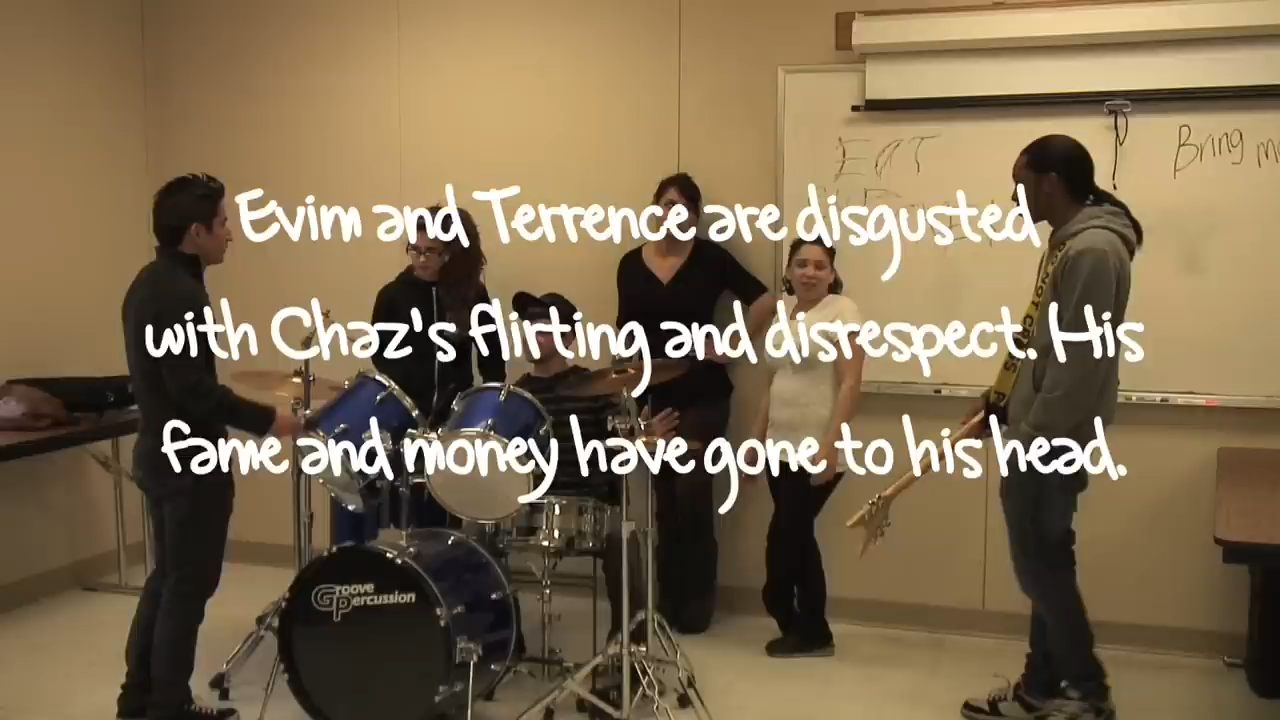 EAT
Bring
Evim and Terrence are disgusted
with Chaz's flirting and disrespect. His
fame and money have gone to his head.
Groove
Percussion